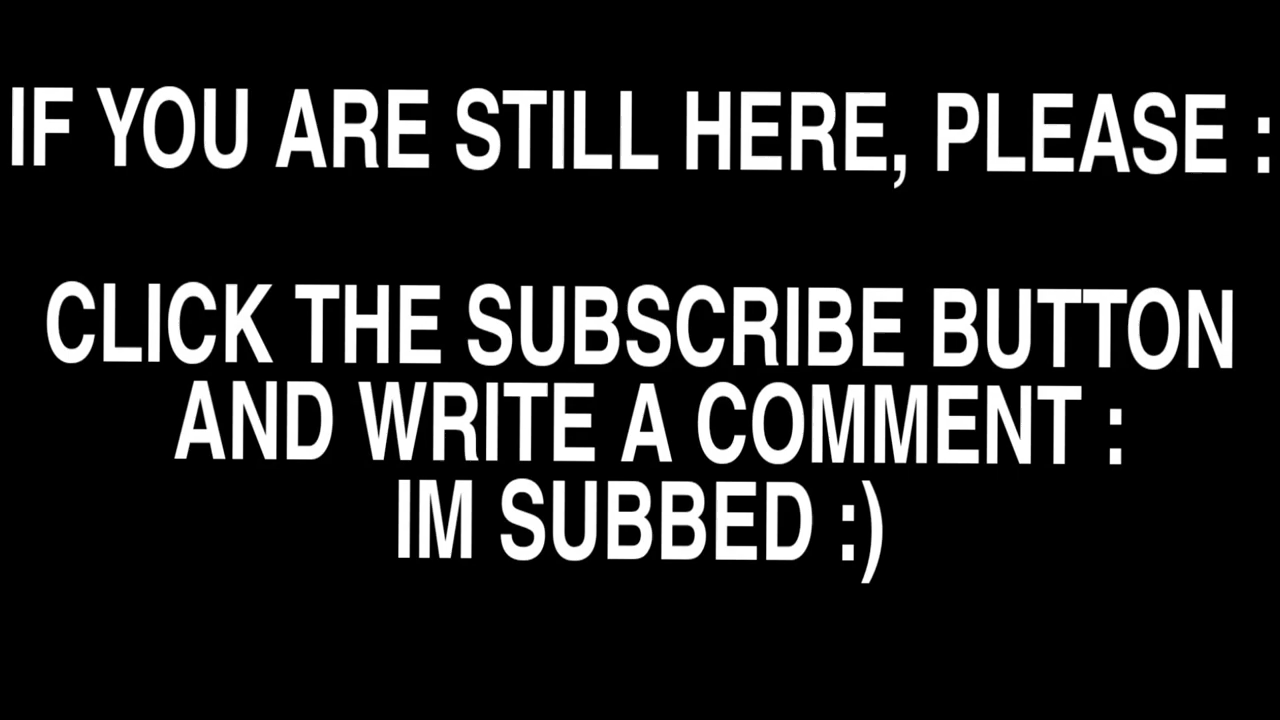 IF YOU ARE STILL HERE, PLEASE :
CLICK THE SUBSCRIBE BUTTON
AND WRITE A COMMENT :
IM SUBBED :)